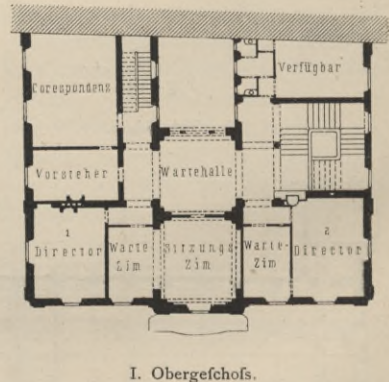 Corespondenz
Verfügbar
Vorsteher
Wartehalle
1
Director
Warte
Zim
Sitzungs
Zim
Warte-
Zim
2
Director
I. Obergeſchoſs.